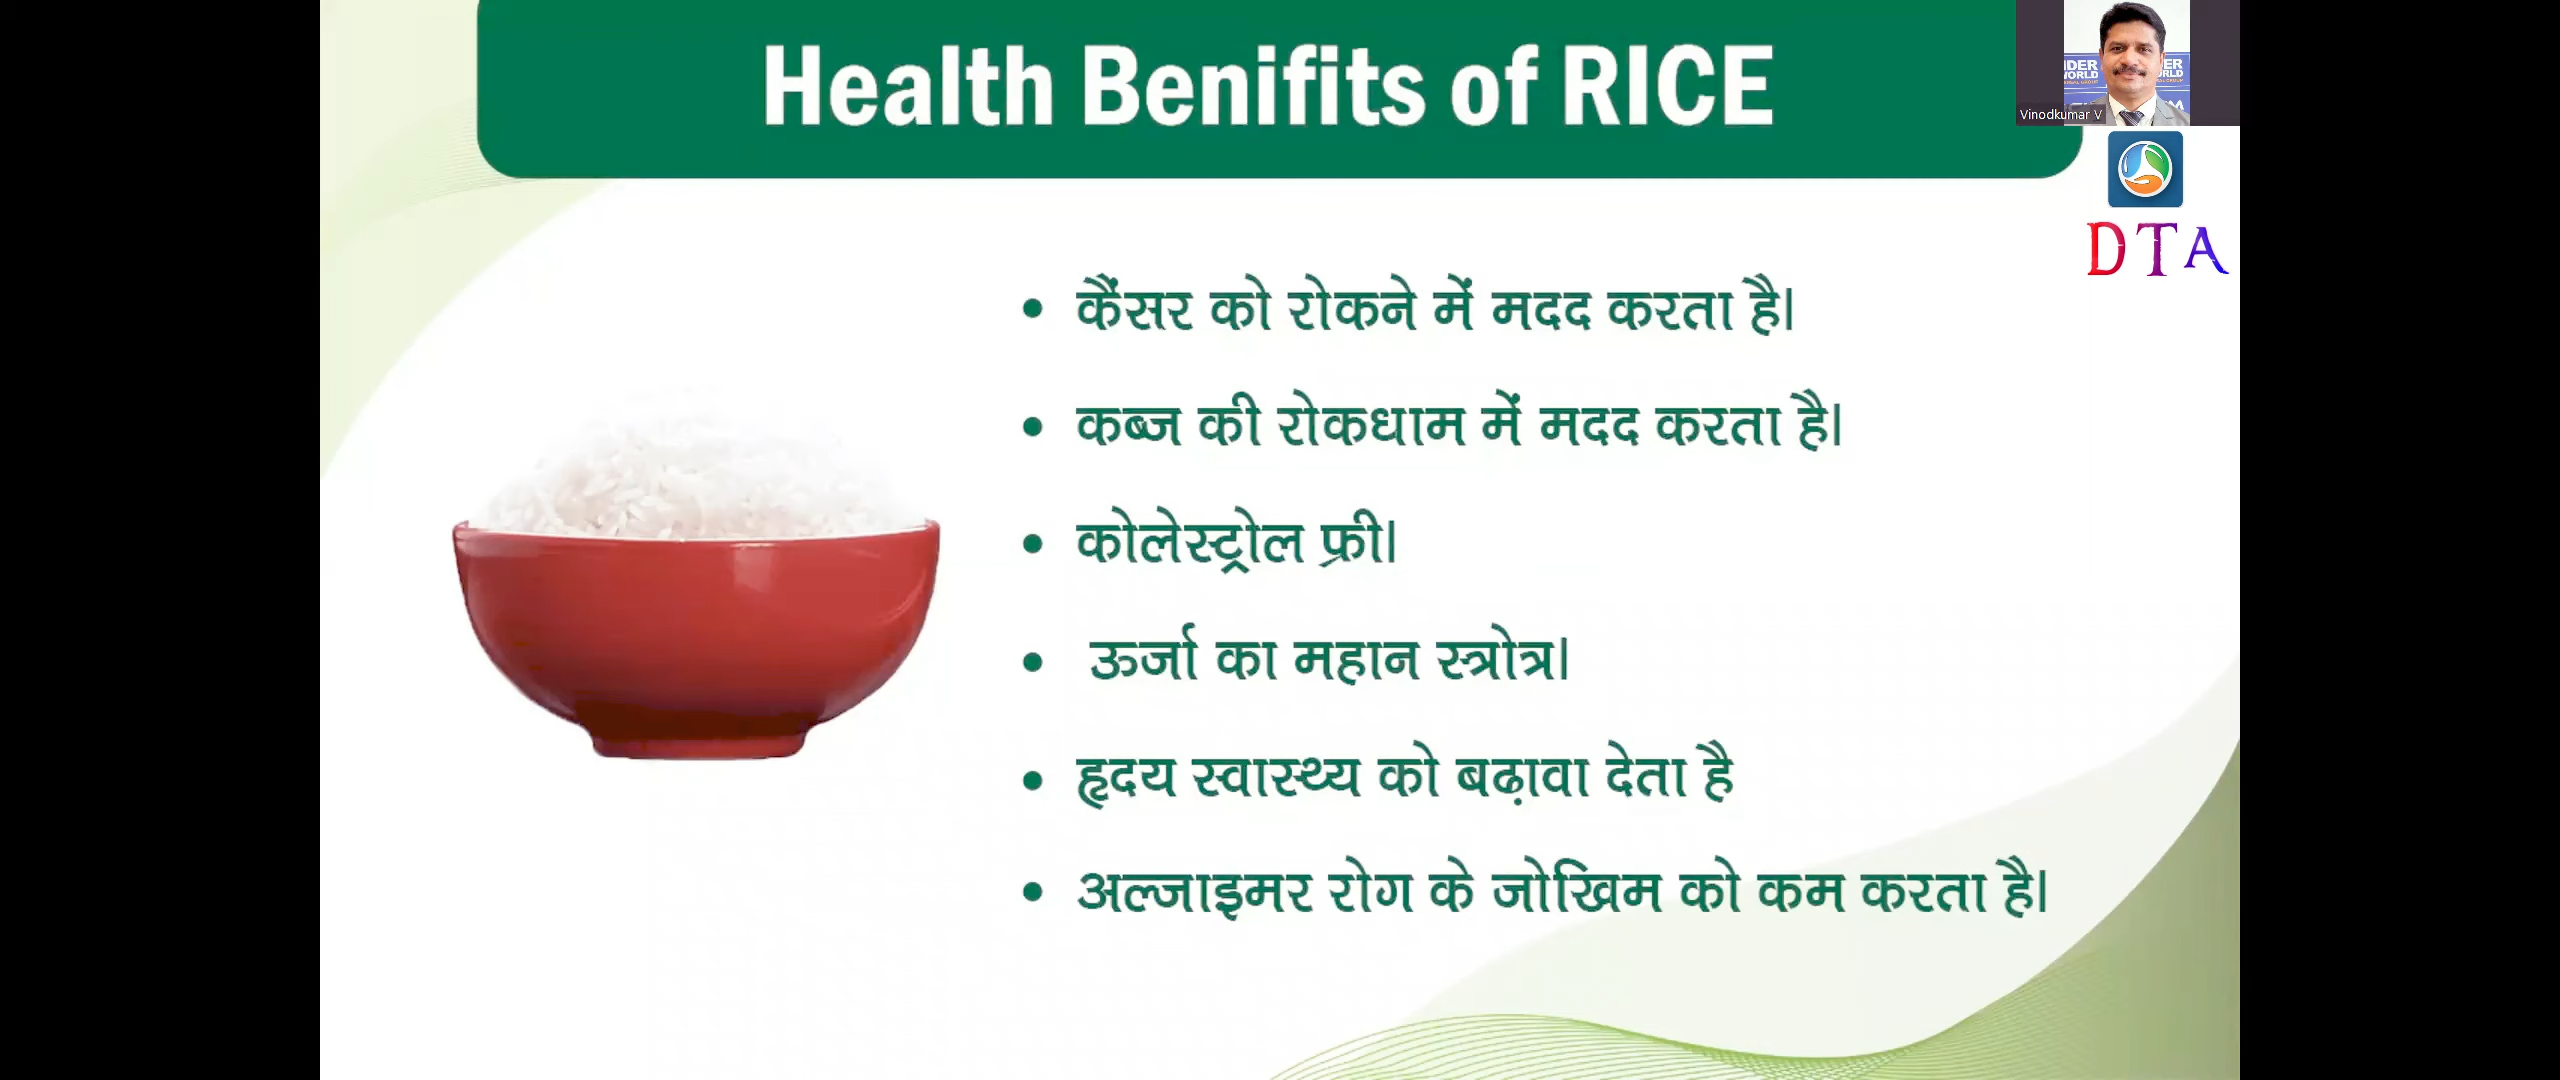 Health Benifits of RICE
Vinodkumar V
DTA
• कैंसर को रोकने में मदद करता है।
• कब्ज की रोकधाम में मदद करता है।
• कोलेस्ट्रोल फ्री।
• ऊर्जा का महान स्त्रोत्र।
• हृदय स्वास्थ्य को बढ़ावा देता है
• अल्जाइमर रोग के जोखिम को कम करता है।